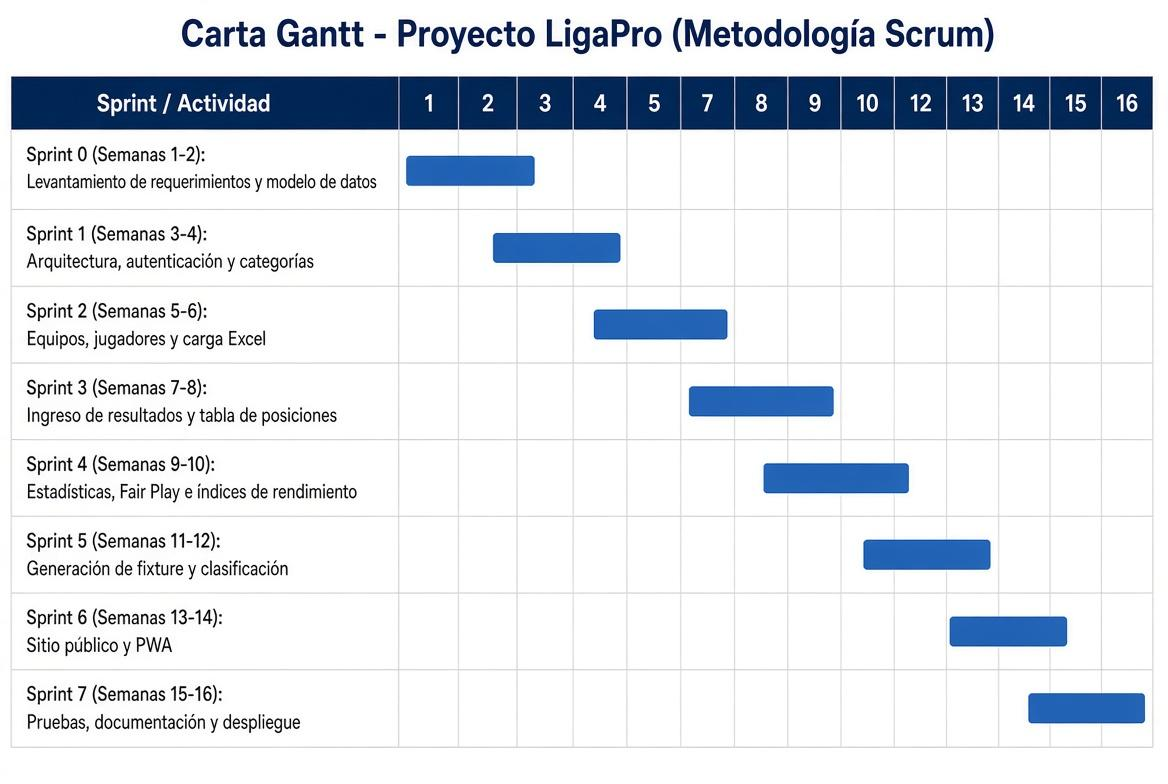 Carta Gantt - Proyecto LigaPro (Metodología Scrum)
Sprint / Actividad 1 2 3 4 5 7 8 9 10 12 13 14 15 16
Sprint 0 (Semanas 1-2):
Levantamiento de requerimientos y modelo de datos
Sprint 1 (Semanas 3-4):
Arquitectura, autenticación y categorías
Sprint 2 (Semanas 5-6):
Equipos, jugadores y carga Excel
Sprint 3 (Semanas 7-8):
Ingreso de resultados y tabla de posiciones
Sprint 4 (Semanas 9-10):
Estadísticas, Fair Play e índices de rendimiento
Sprint 5 (Semanas 11-12):
Generación de fixture y clasificación
Sprint 6 (Semanas 13-14):
Sitio público y PWA
Sprint 7 (Semanas 15-16):
Pruebas, documentación y despliegue